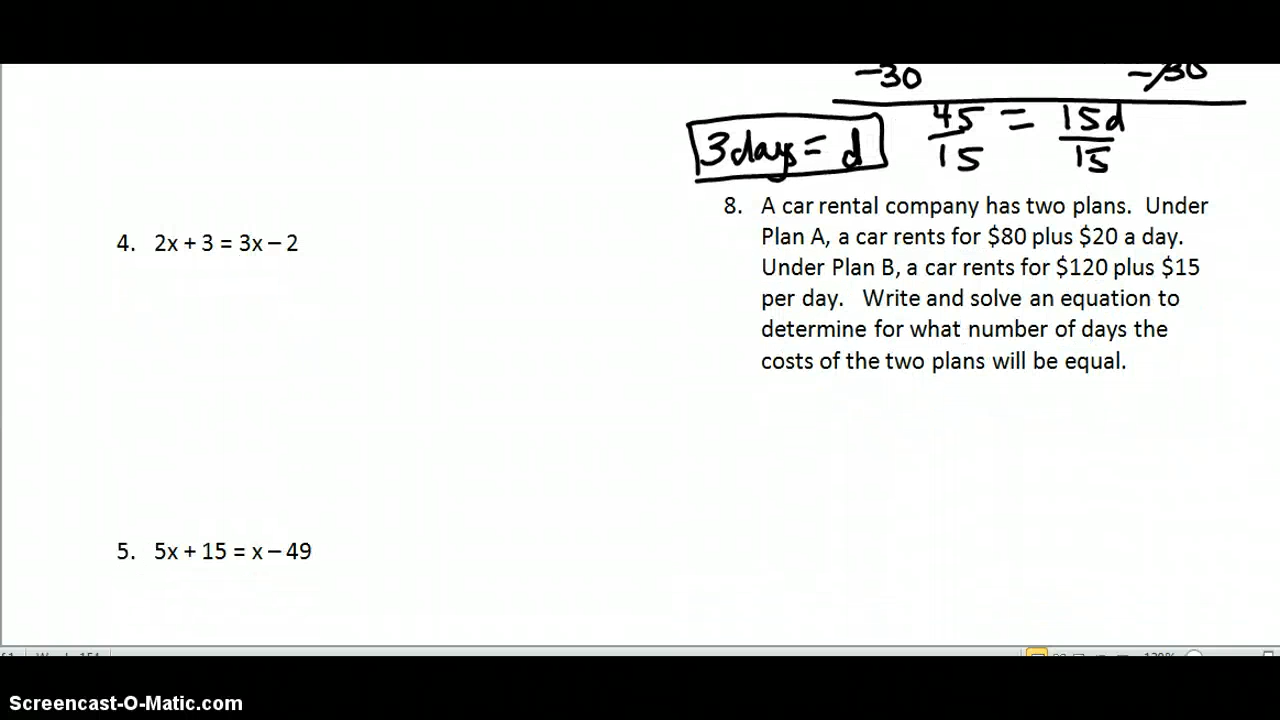 -30 -30
45 = 15d
15 15
3days = d
8. A car rental company has two plans. Under
Plan A, a car rents for $80 plus $20 a day.
Under Plan B, a car rents for $120 plus $15
per day. Write and solve an equation to
determine for what number of days the
costs of the two plans will be equal.
4. 2x + 3 = 3x – 2
5. 5x + 15 = x – 49
Screencast-O-Matic.com